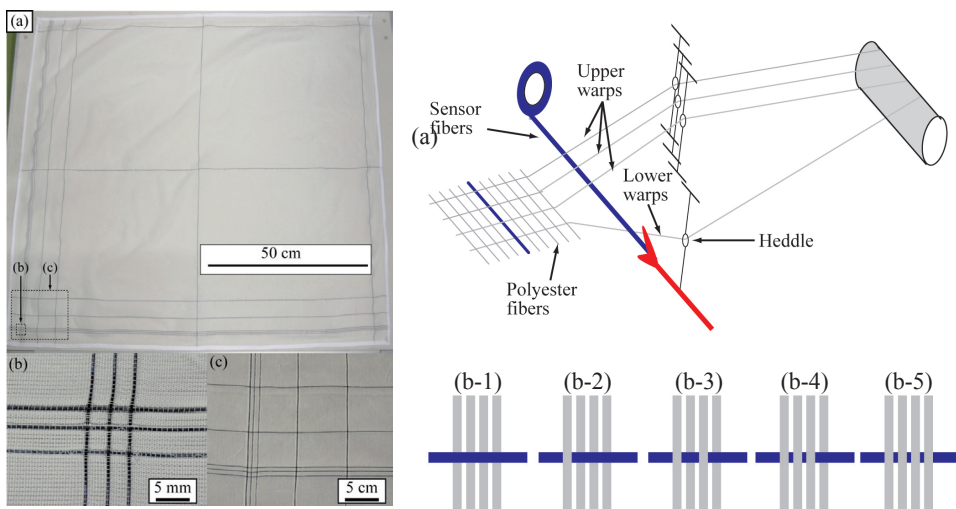 (a)
50 cm
(b)
(c)
(b)
5 mm
(c)
5 cm
Sensor
fibers
Upper
warps
(a)
Lower
warps
Heddle
Polyester
fibers
(b-1)
(b-2)
(b-3)
(b-4)
(b-5)